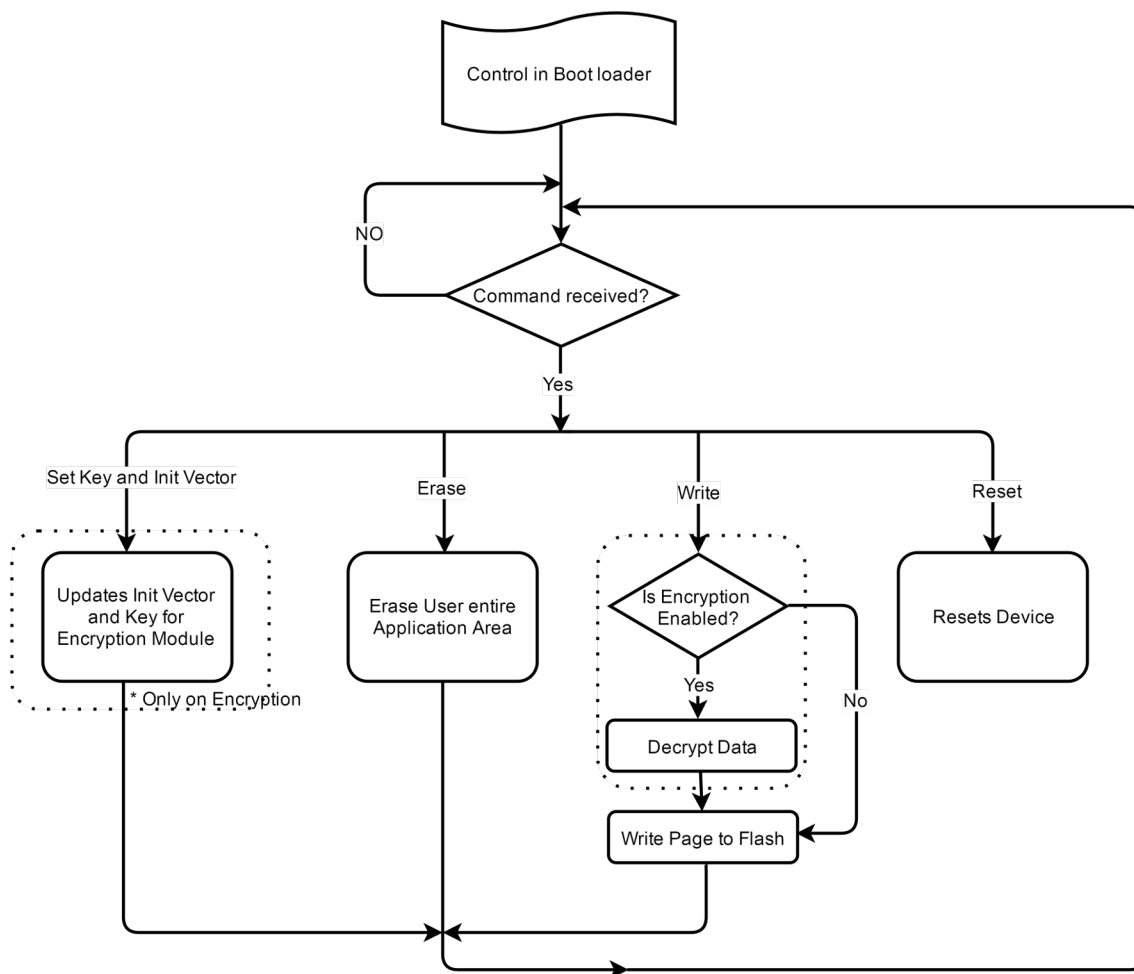 Control in Boot loader
NO
Command received?
Yes
Set Key and Init Vector
Erase
Write
Reset
Updates Init Vector
and Key for
Encryption Module
* Only on Encryption
Erase User entire
Application Area
Is Encryption
Enabled?
Yes
No
Decrypt Data
Write Page to Flash
Resets Device